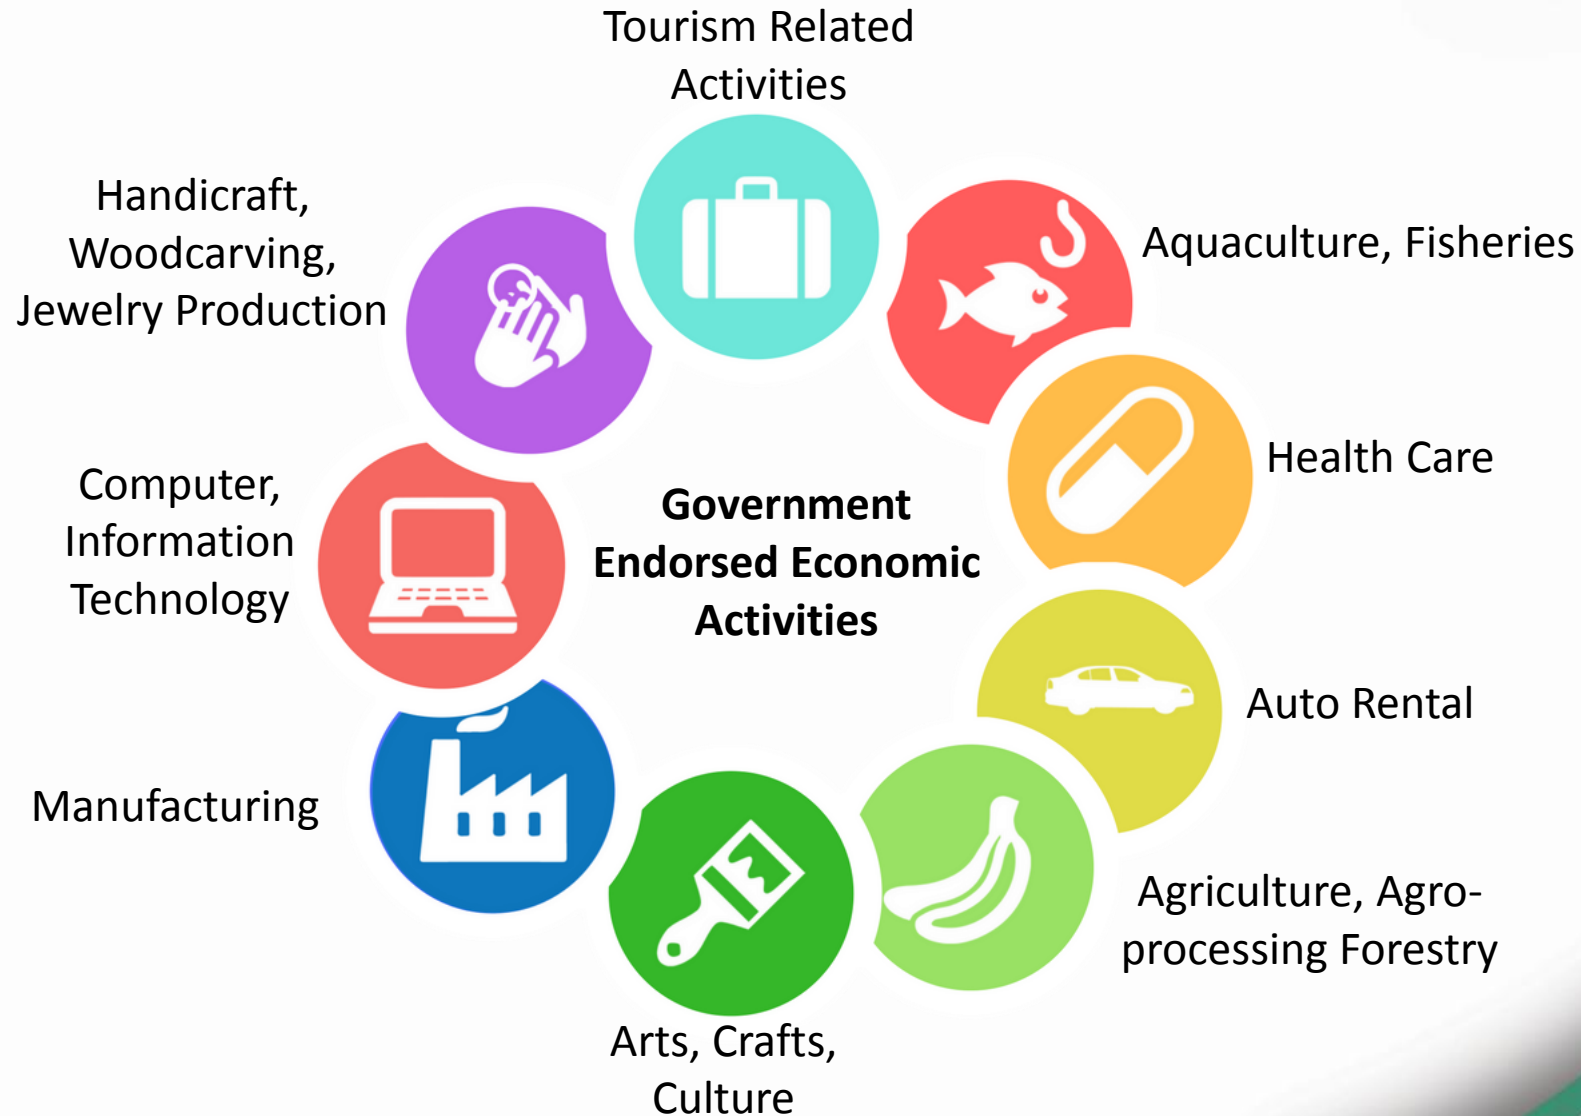 Tourism Related
Activities
Handicraft,
Woodcarving,
Jewelry Production
Aquaculture, Fisheries
Health Care
Computer,
Information
Technology
Government
Endorsed Economic
Activities
Auto Rental
Manufacturing
Agriculture, Agro-
processing Forestry
Arts, Crafts,
Culture